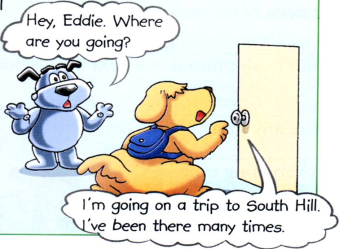 Hey, Eddie. Where
are you going?
I'm going on a trip to South Hill.
I've been there many times.